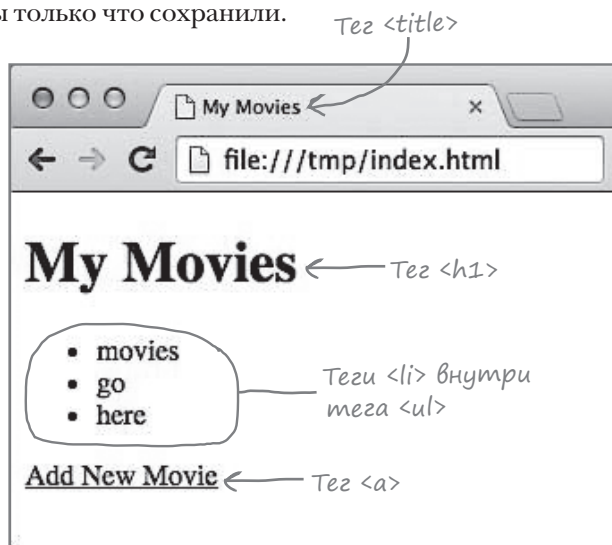 ы только что сохранили.
Тег <title>
My Movies ×
file:///tmp/index.html
My Movies
Тег <h1>
• movies
• go
• here
Теги <li> внутри
тега <ul>
Add New Movie
Тег <a>